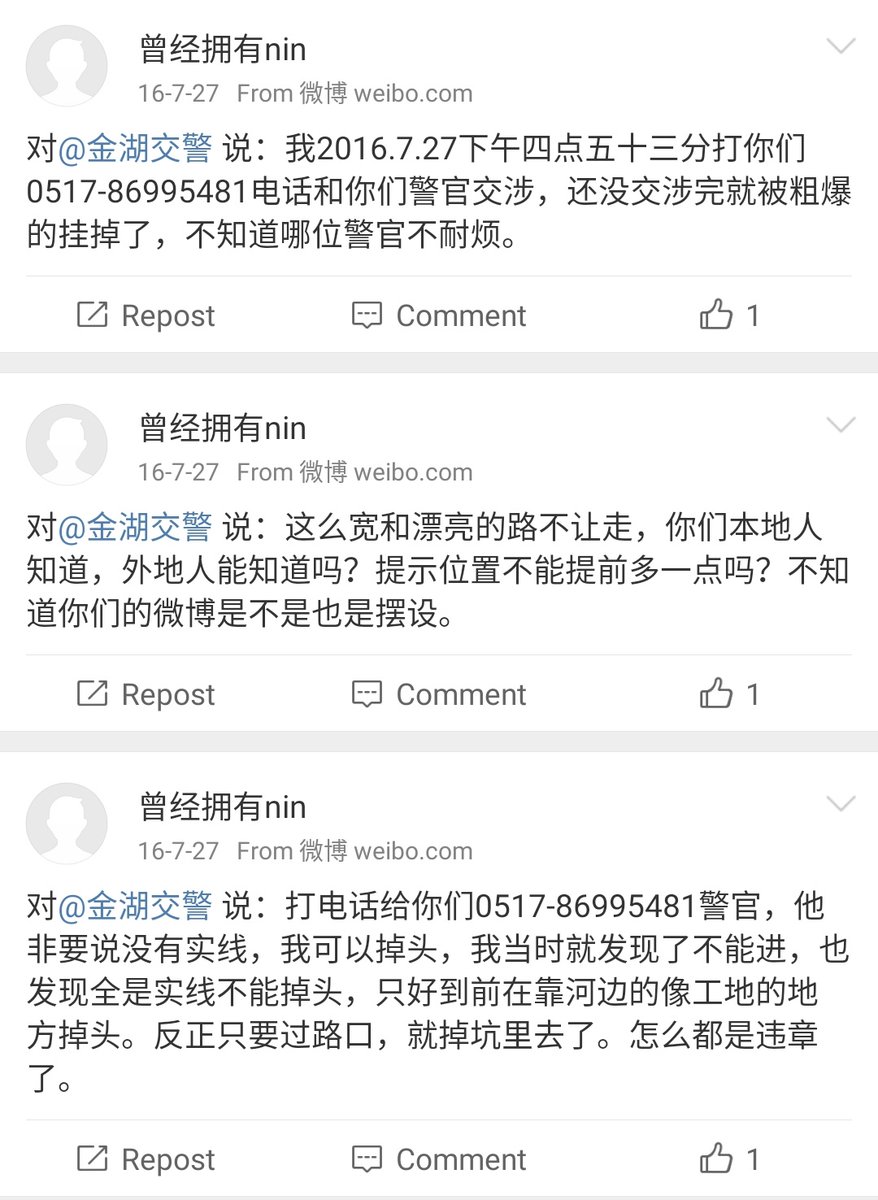 曾经拥有nin
16-7-27 From 微博 weibo.com
对@金湖交警 说：我2016.7.27下午四点五十三分打你们
0517-86995481电话和你们警官交涉，还没交涉完就被粗爆
的挂掉了，不知道哪位警官不耐烦。
Repost Comment 1
曾经拥有nin
16-7-27 From 微博 weibo.com
对@金湖交警 说：这么宽和漂亮的路不让走，你们本地人
知道，外地人能知道吗？提示位置不能提前多一点吗？不知
道你们的微博是不是也是摆设。
Repost Comment 1
曾经拥有nin
16-7-27 From 微博 weibo.com
对@金湖交警 说：打电话给你们0517-86995481警官，他
非要说没有实线，我可以掉头，我当时就发现了不能进，也
发现全是实线不能掉头，只好到前在靠河边的像工地的地
方掉头。反正只要过路口，就掉坑里去了。怎么都是违章
了。
Repost Comment 1